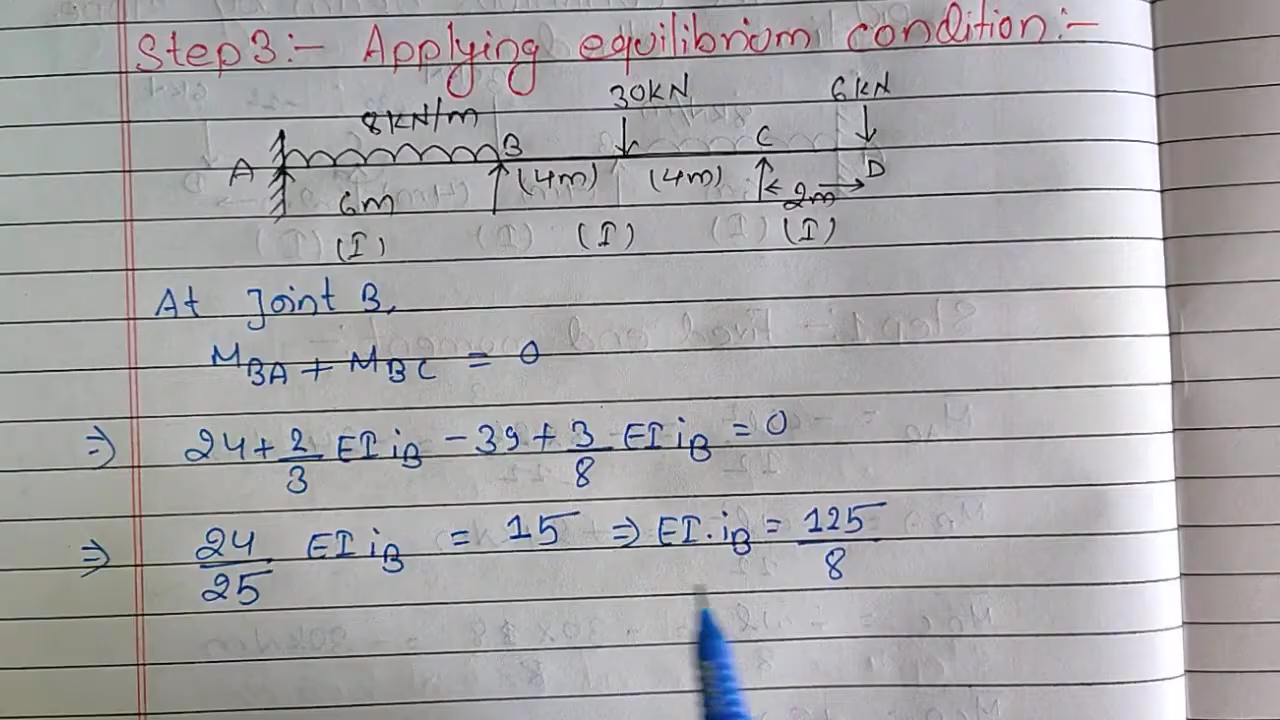 Step 3:- Applying equilibrium condition:-
30KN 6KN
8KN/m
A B C D
(4m) (4m) 2m
6m
(I) (I) (I)
At Joint B,
MBA + MBC = 0
⇒ 24 + 2/3 EI iB - 39 + 3/8 EI iB = 0
⇒ 24/25 EI iB = 15 ⇒ EI.iB = 125/8